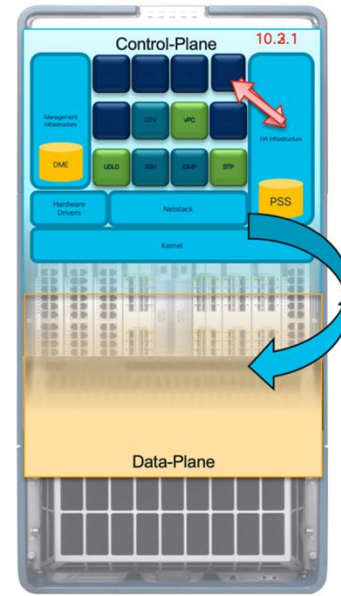 Control-Plane
10.3.1
Management
Infrastructure
OTV
vPC
HA Infrastructure
DME
UDLD
SSH
IGMP
STP
PSS
Hardware
Drivers
Netstack
Kernel
Data-Plane